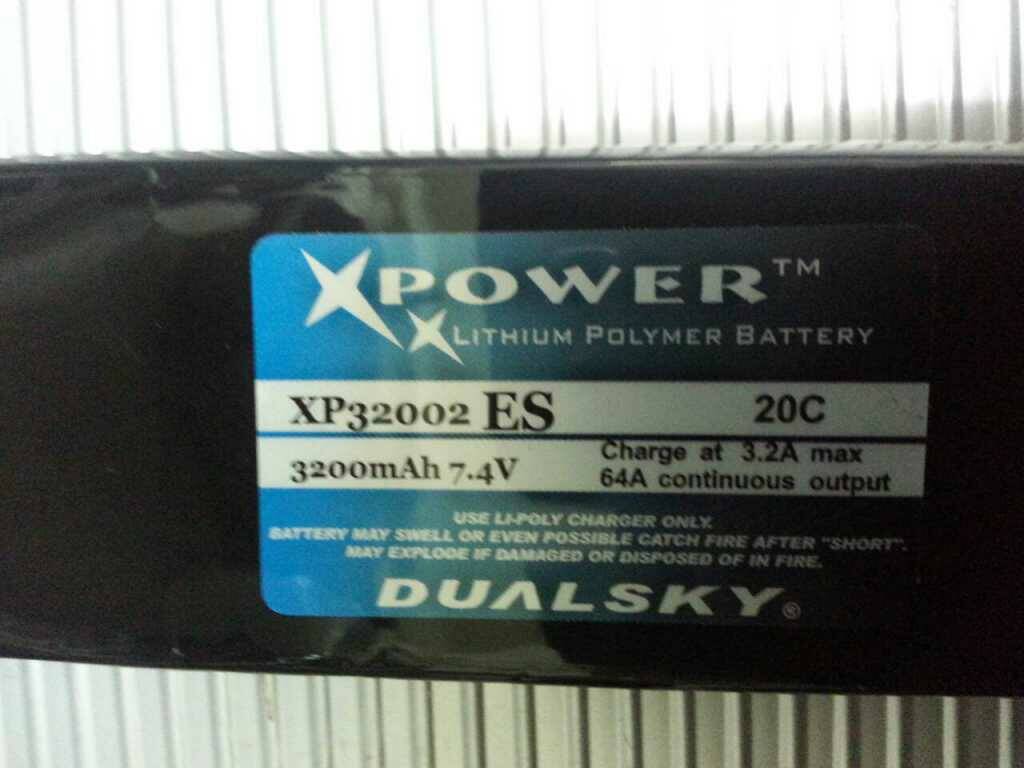 XPOWER™
X LITHIUM POLYMER BATTERY
XP32002 ES 20C
3200mAh 7.4V Charge at 3.2A max
64A continuous output
USE LI-POLY CHARGER ONLY.
BATTERY MAY SWELL OR EVEN POSSIBLE CATCH FIRE AFTER "SHORT".
MAY EXPLODE IF DAMAGED OR DISPOSED OF IN FIRE.
DUALSKY®